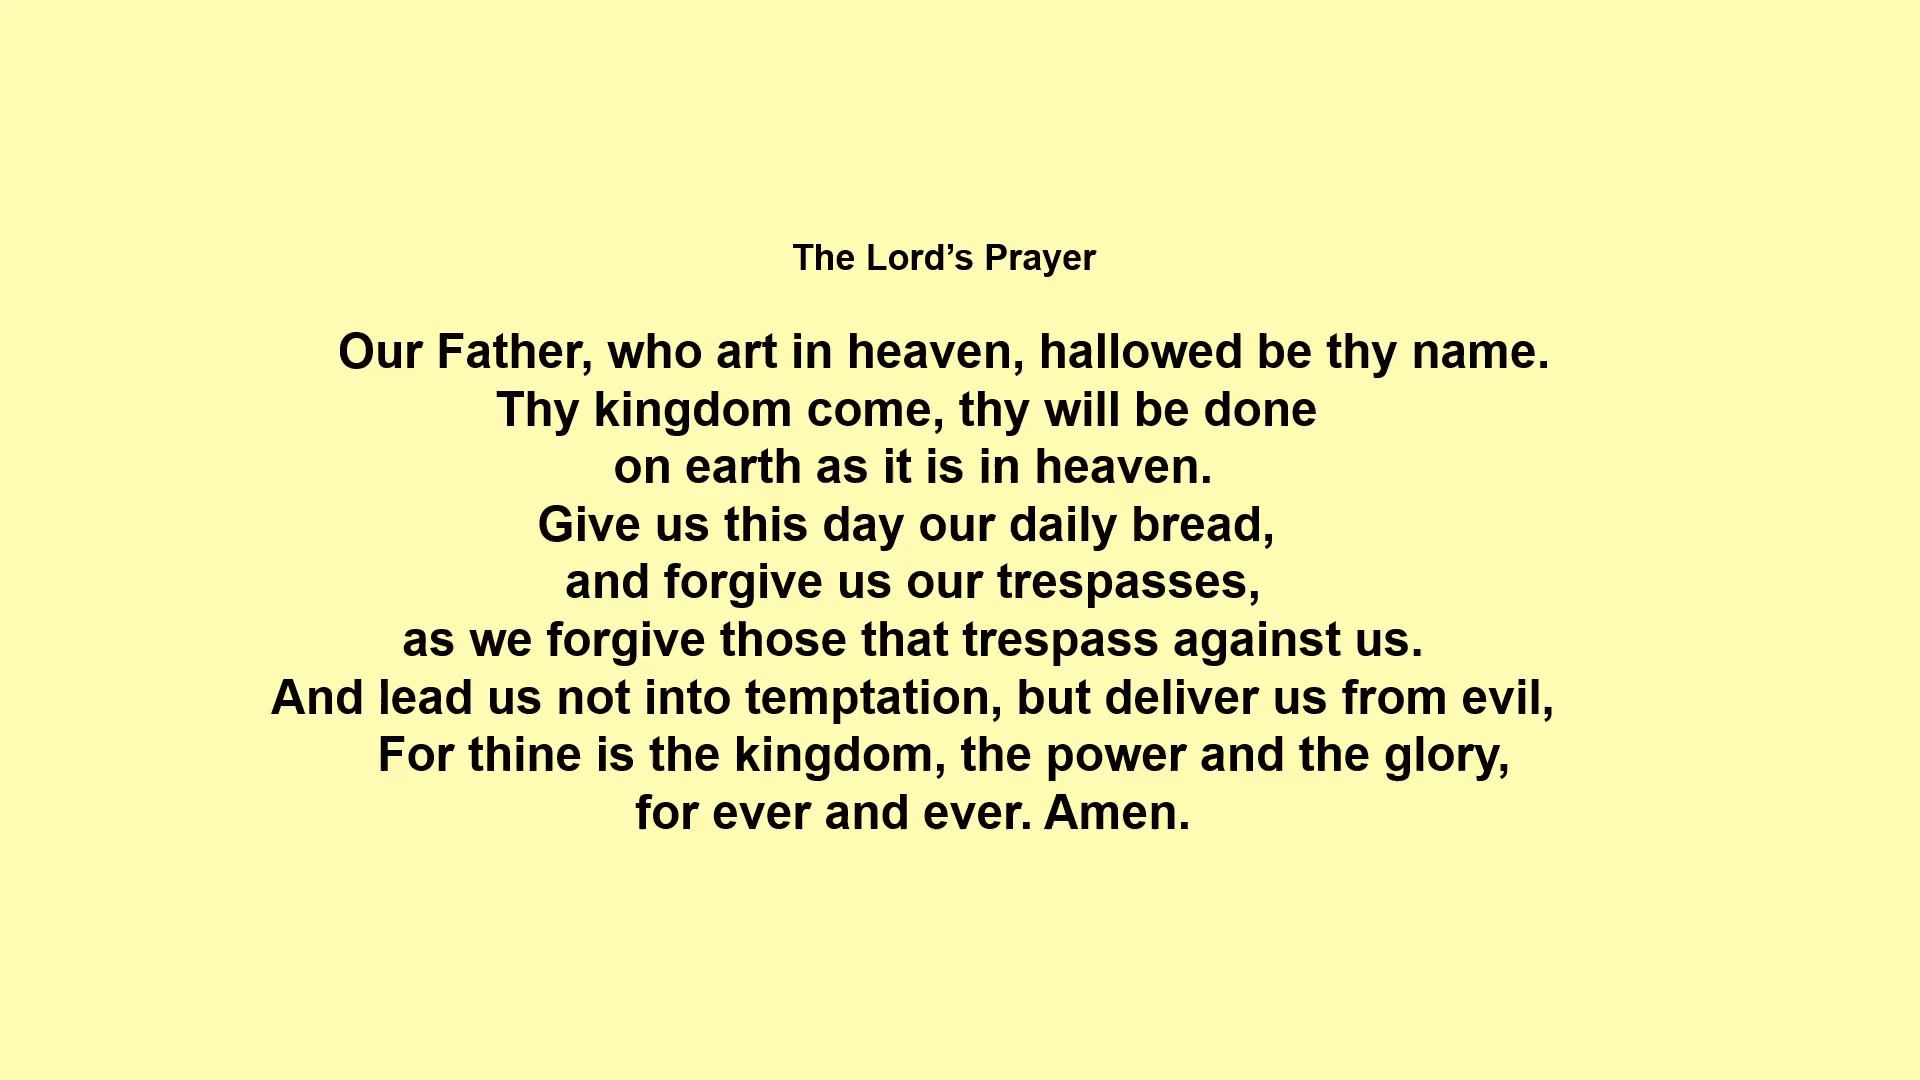 The Lord’s Prayer
Our Father, who art in heaven, hallowed be thy name.
Thy kingdom come, thy will be done
on earth as it is in heaven.
Give us this day our daily bread,
and forgive us our trespasses,
as we forgive those that trespass against us.
And lead us not into temptation, but deliver us from evil,
For thine is the kingdom, the power and the glory,
for ever and ever. Amen.